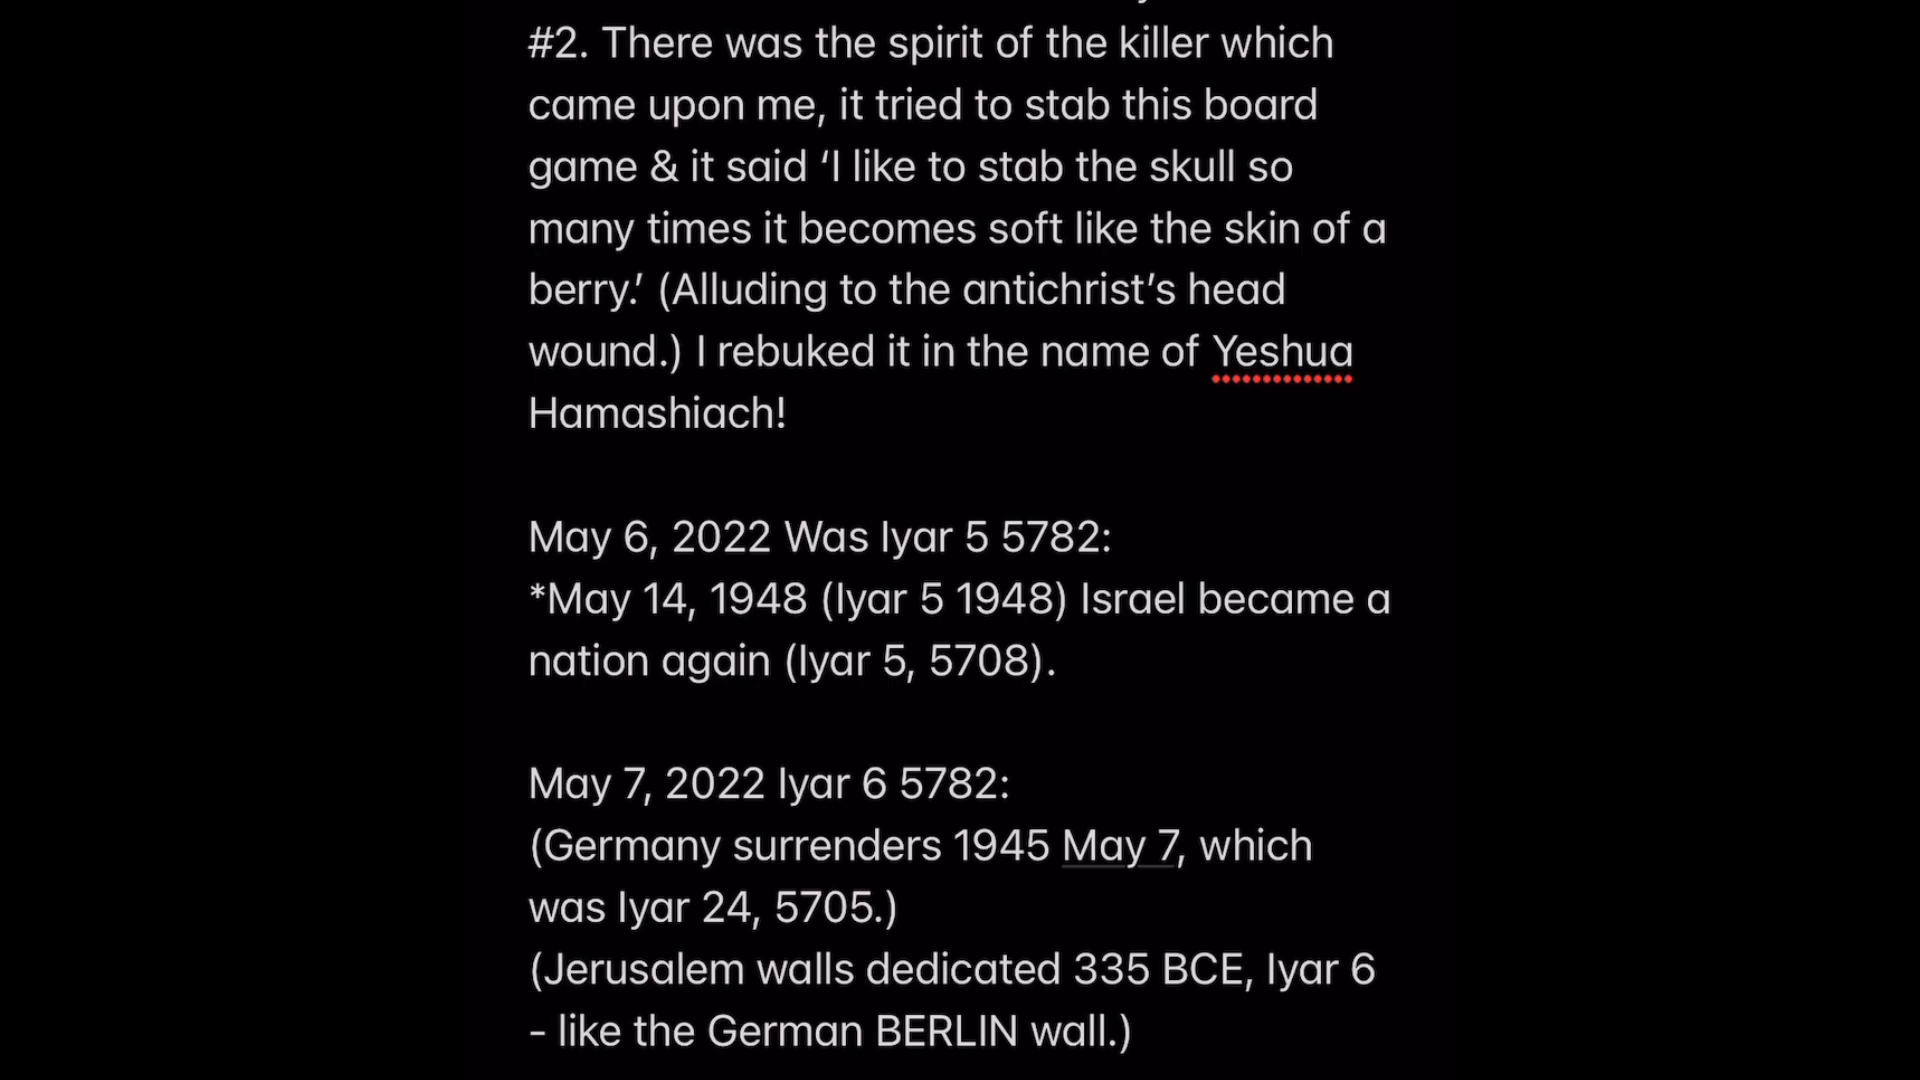 #2. There was the spirit of the killer which
came upon me, it tried to stab this board
game & it said ‘I like to stab the skull so
many times it becomes soft like the skin of a
berry.’ (Alluding to the antichrist’s head
wound.) I rebuked it in the name of Yeshua
Hamashiach!
May 6, 2022 Was Iyar 5 5782:
*May 14, 1948 (Iyar 5 1948) Israel became a
nation again (Iyar 5, 5708).
May 7, 2022 Iyar 6 5782:
(Germany surrenders 1945 May 7, which
was Iyar 24, 5705.)
(Jerusalem walls dedicated 335 BCE, Iyar 6
- like the German BERLIN wall.)